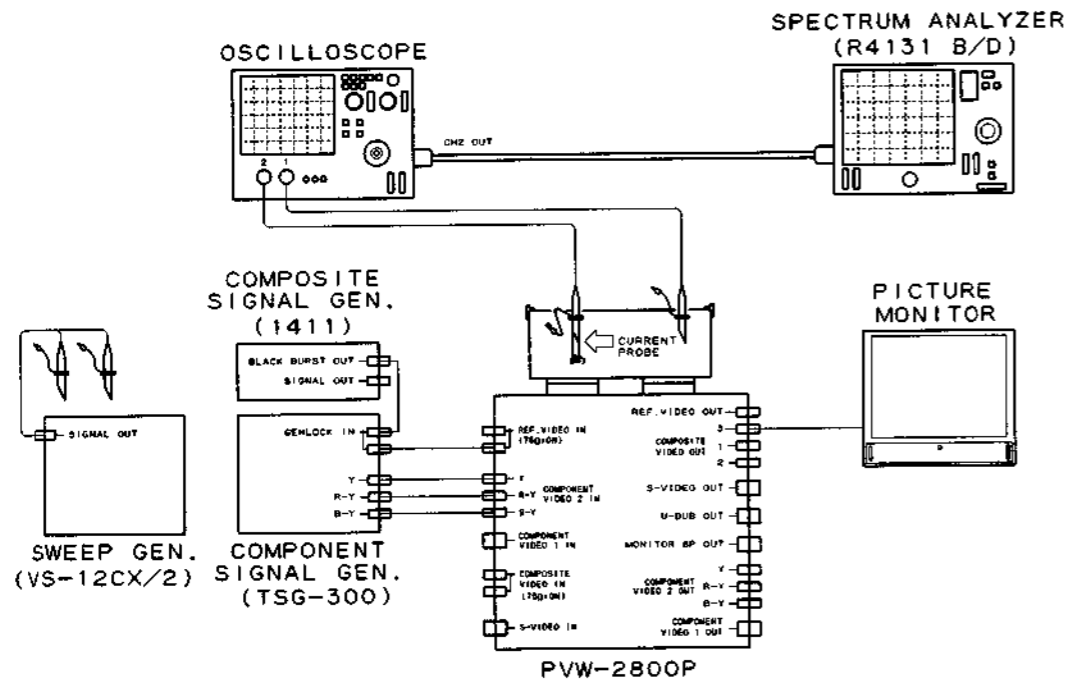 SPECTRUM ANALYZER
(R4131 B/D)
OSCILLOSCOPE
CH2 OUT
2 1
COMPOSITE
SIGNAL GEN.
(1411)
BLACK BURST OUT
SIGNAL OUT
CURRENT
PROBE
PICTURE
MONITOR
SIGNAL OUT
GENLOCK IN
Y
R-Y
B-Y
REF.VIDEO IN
(75Ω:ON)
Y
R-Y
B-Y
COMPONENT
VIDEO 2 IN
COMPONENT
VIDEO 1 IN
COMPOSITE
VIDEO IN
(75Ω:ON)
S-VIDEO IN
REF.VIDEO OUT
3
COMPOSITE
VIDEO OUT
1
2
S-VIDEO OUT
U-DUB OUT
MONITOR BP OUT
Y
COMPONENT
VIDEO 2 OUT
R-Y
B-Y
COMPONENT
VIDEO 1 OUT
SWEEP GEN.
(VS-12CX/2)
COMPONENT
SIGNAL GEN.
(TSG-300)
PVW-2800P